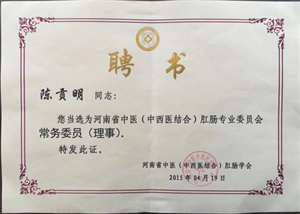 聘书
陈贡明 同志：
您当选为河南省中医（中西医结合）肛肠专业委员会
常务委员（理事）。
特发此证。
河南省中医（中西医结合）肛肠学会
2015年04月19日